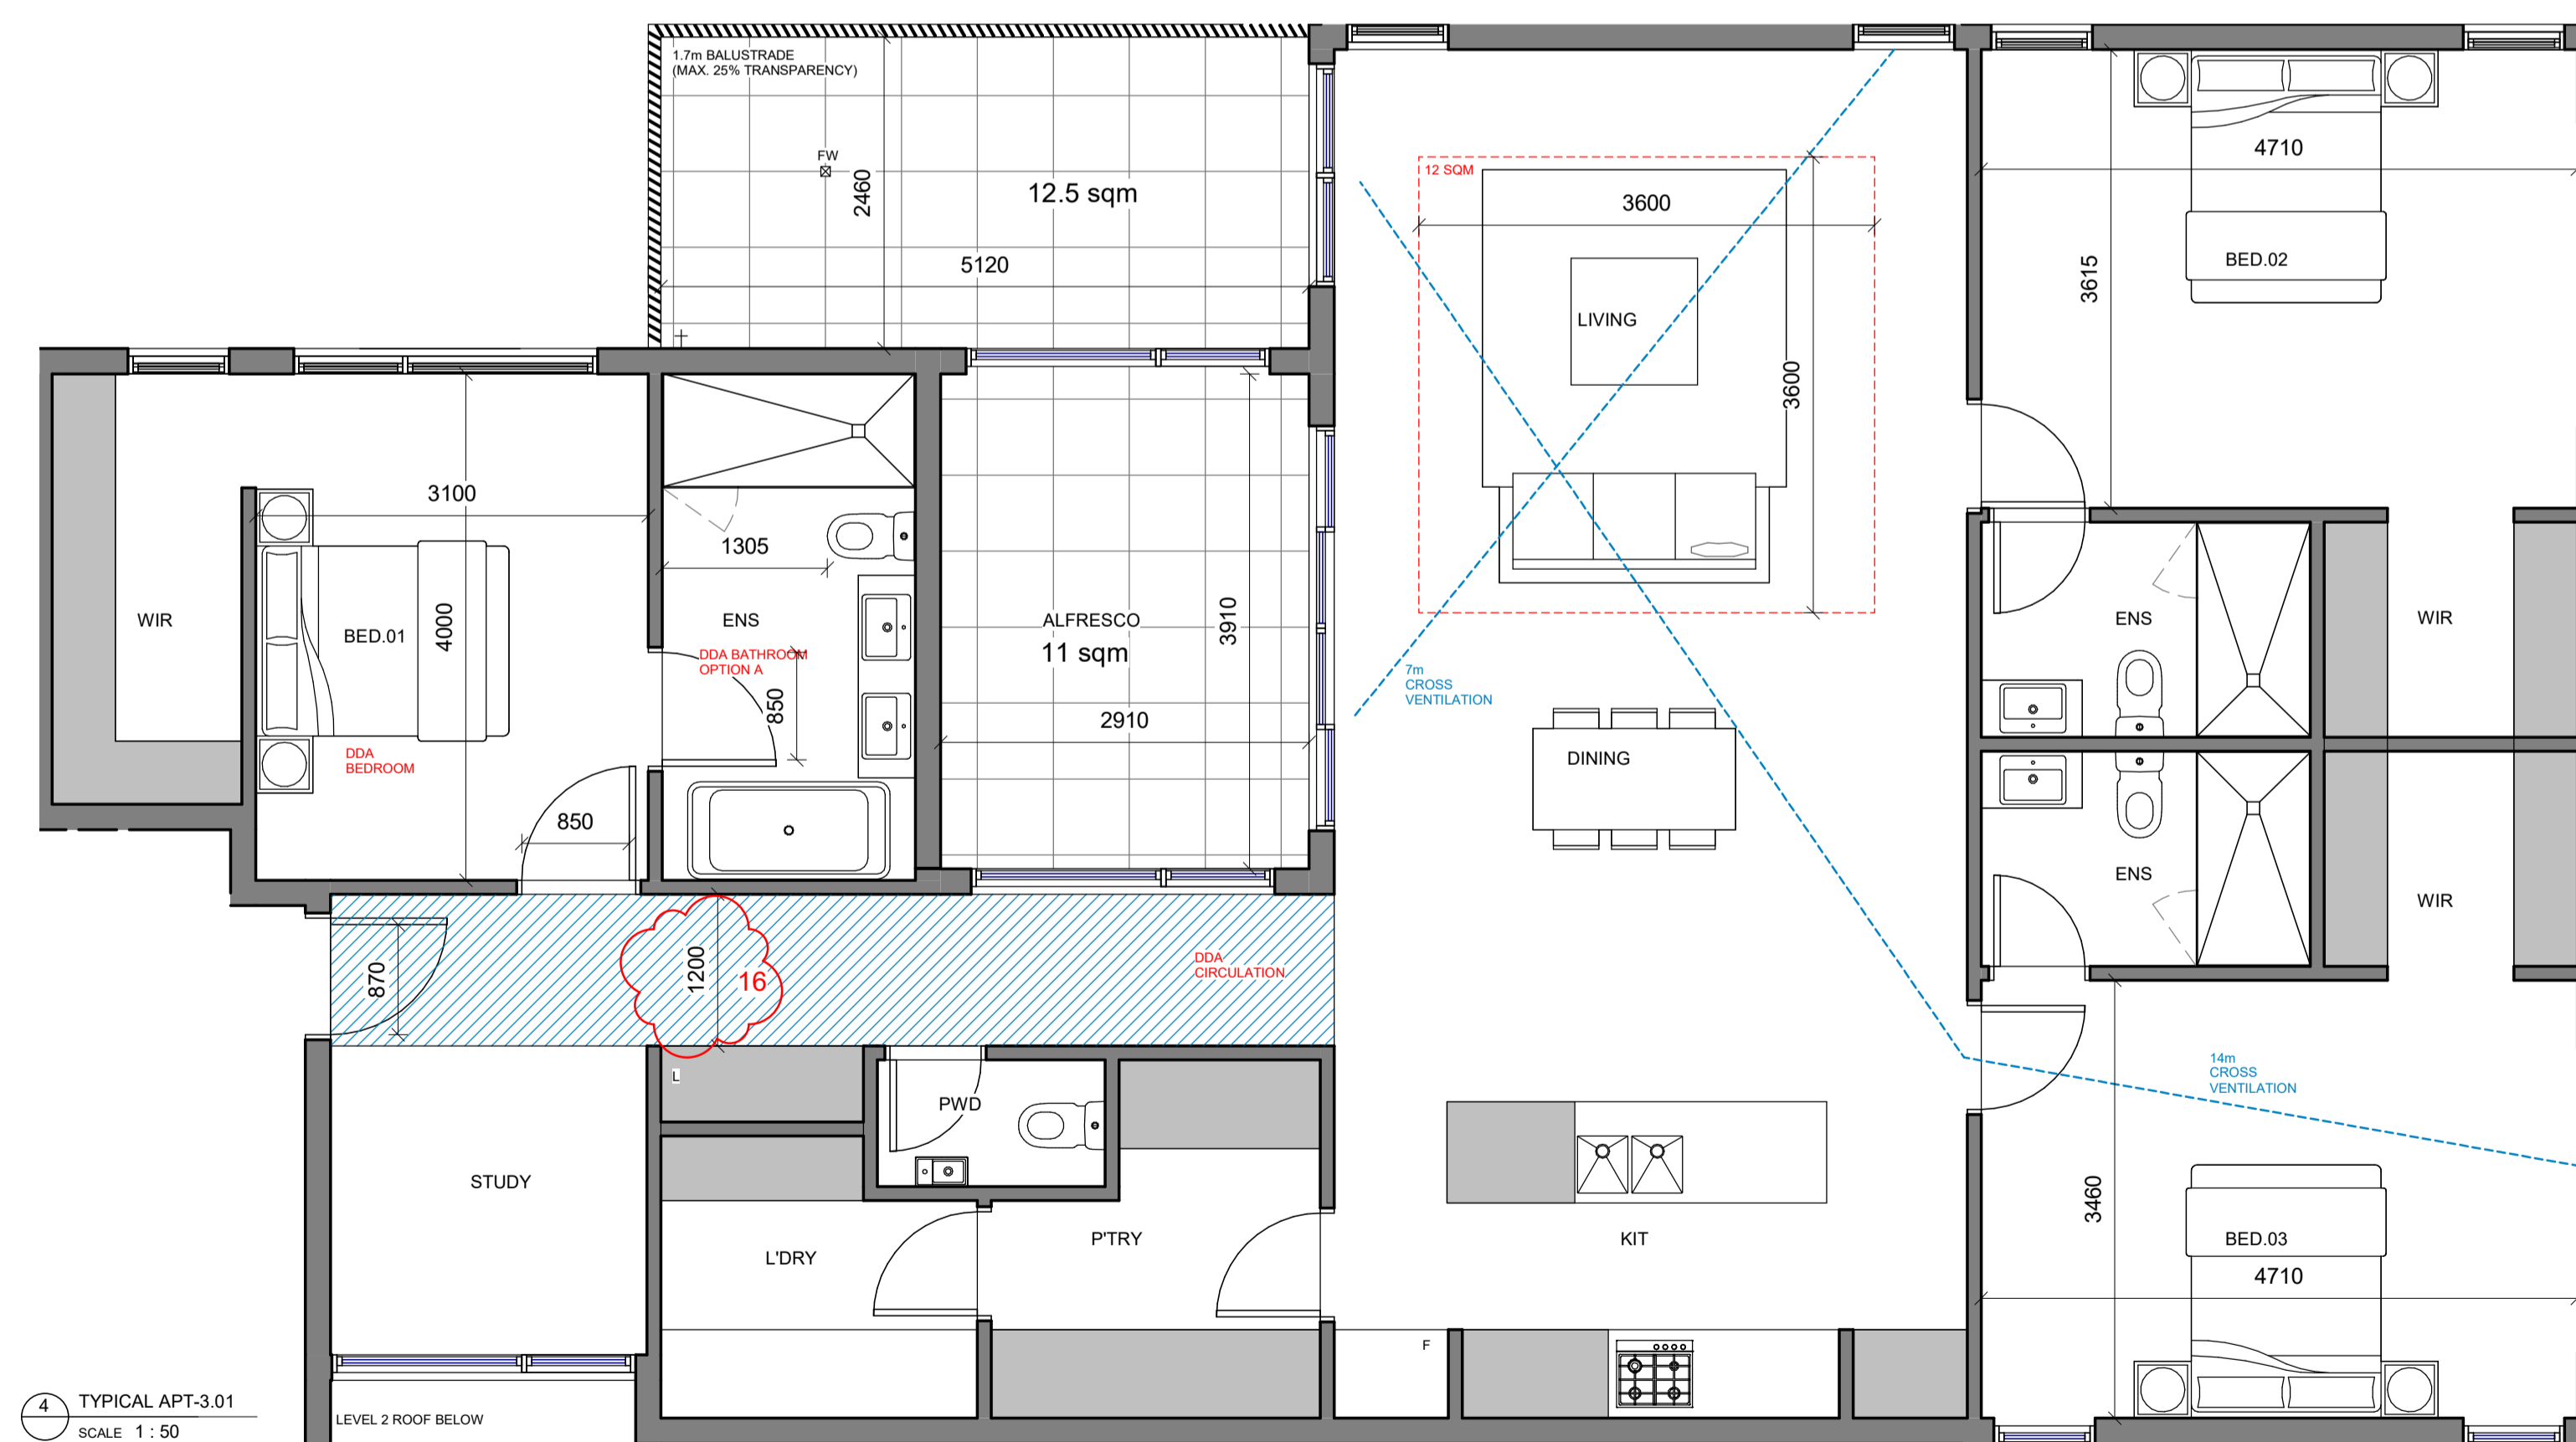 1.7m BALUSTRADE
(MAX. 25% TRANSPARENCY)
FW
2460
12.5 sqm
5120
12 SQM
3600
LIVING
3600
4710
BED.02
3615
3100
WIR
BED.01
4000
DDA
BEDROOM
850
1305
ENS
DDA BATHROOM
OPTION A
850
ALFRESCO
11 sqm
3910
2910
7m
CROSS
VENTILATION
DINING
ENS
WIR
ENS
WIR
870
1200
16
DDA
CIRCULATION
L
PWD
STUDY
L'DRY
P'TRY
KIT
F
14m
CROSS
VENTILATION
3460
BED.03
4710
4
TYPICAL APT-3.01
SCALE 1 : 50
LEVEL 2 ROOF BELOW